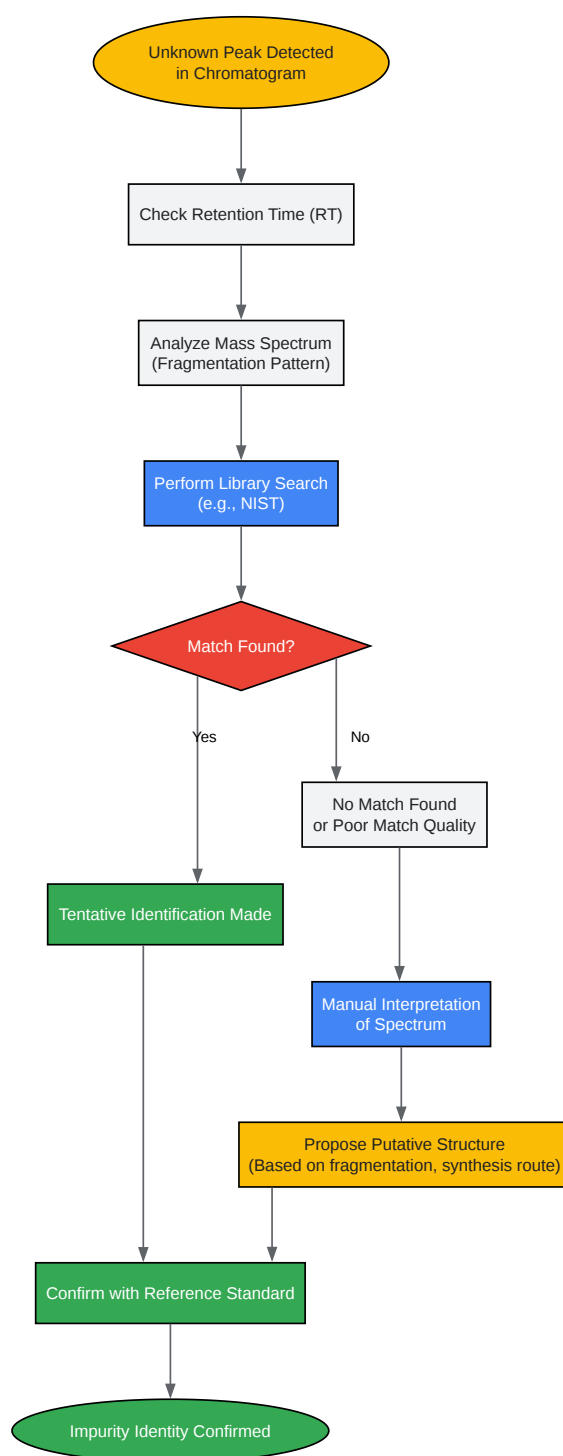 Unknown Peak Detected
in Chromatogram
Check Retention Time (RT)
Analyze Mass Spectrum
(Fragmentation Pattern)
Perform Library Search
(e.g., NIST)
Match Found?
Yes
No
No Match Found
or Poor Match Quality
Tentative Identification Made
Manual Interpretation
of Spectrum
Propose Putative Structure
(Based on fragmentation, synthesis route)
Confirm with Reference Standard
Impurity Identity Confirmed